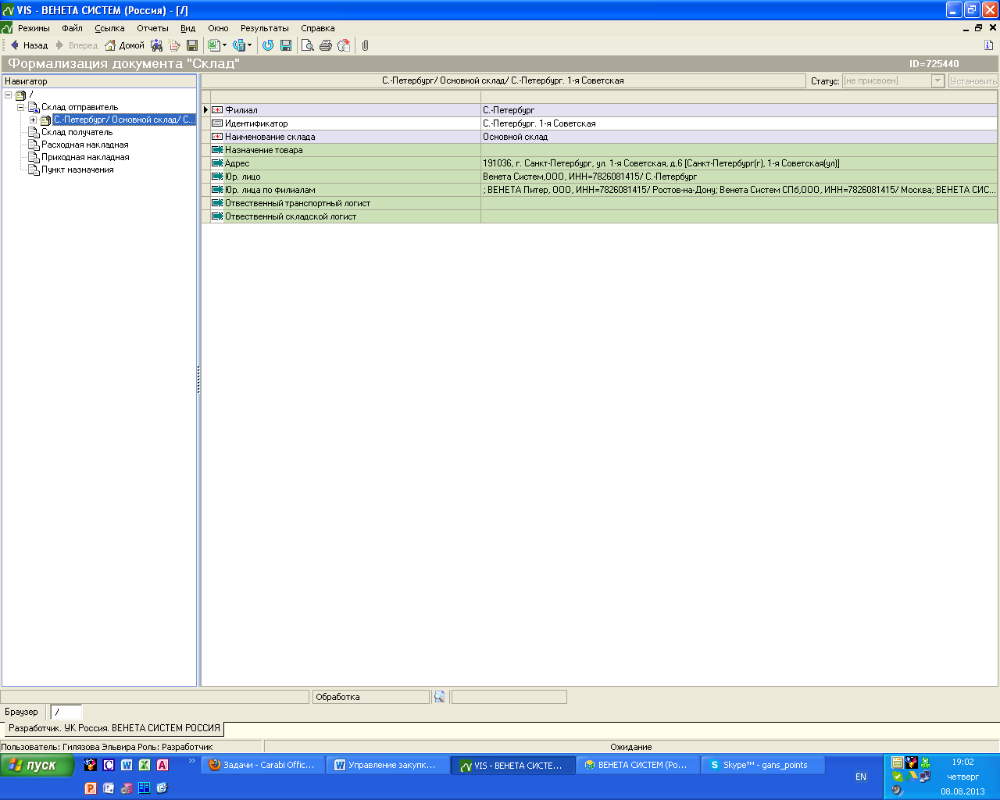 VIS - ВЕНЕТА СИСТЕМ (Россия) - [/]
Режимы Файл Ссылка Отчеты Вид Окно Результаты Справка
Назад Вперед Домой
Формализация документа "Склад" ID=725440
Навигатор
С.-Петербург/ Основной склад/ С.-Петербург. 1-я Советская Статус: [не присвоен] Установить
/
Склад отправитель
С.-Петербург/ Основной склад/ С...
Склад получатель
Расходная накладная
Приходная накладная
Пункт назначения
Филиал С.-Петербург
Идентификатор С.-Петербург. 1-я Советская
Наименование склада Основной склад
Назначение товара
Адрес 191036, г. Санкт-Петербург, ул. 1-я Советская, д.6 [Санкт-Петербург(г), 1-я Советская(ул)]
Юр. лицо Венета Систем,ООО, ИНН=7826081415/ С.-Петербург
Юр. лица по филиалам ; ВЕНЕТА Питер, ООО, ИНН=7826081415/ Ростов-на-Дону; Венета Систем СПб,ООО, ИНН=7826081415/ Москва; ВЕНЕТА СИС...
Отвественный транспортный логист
Отвественный складской логист
Обработка
Браузер /
Разработчик. УК Россия. ВЕНЕТА СИСТЕМ РОССИЯ
Пользователь: Гилязова Эльвира Роль: Разработчик Ожидание
пуск » Задачи - Carabi Offic... Управление закупк... VIS - ВЕНЕТА СИСТЕ... ВЕНЕТА СИСТЕМ (Ро... Skype™ - gans_points EN
19:02
четверг
08.08.2013